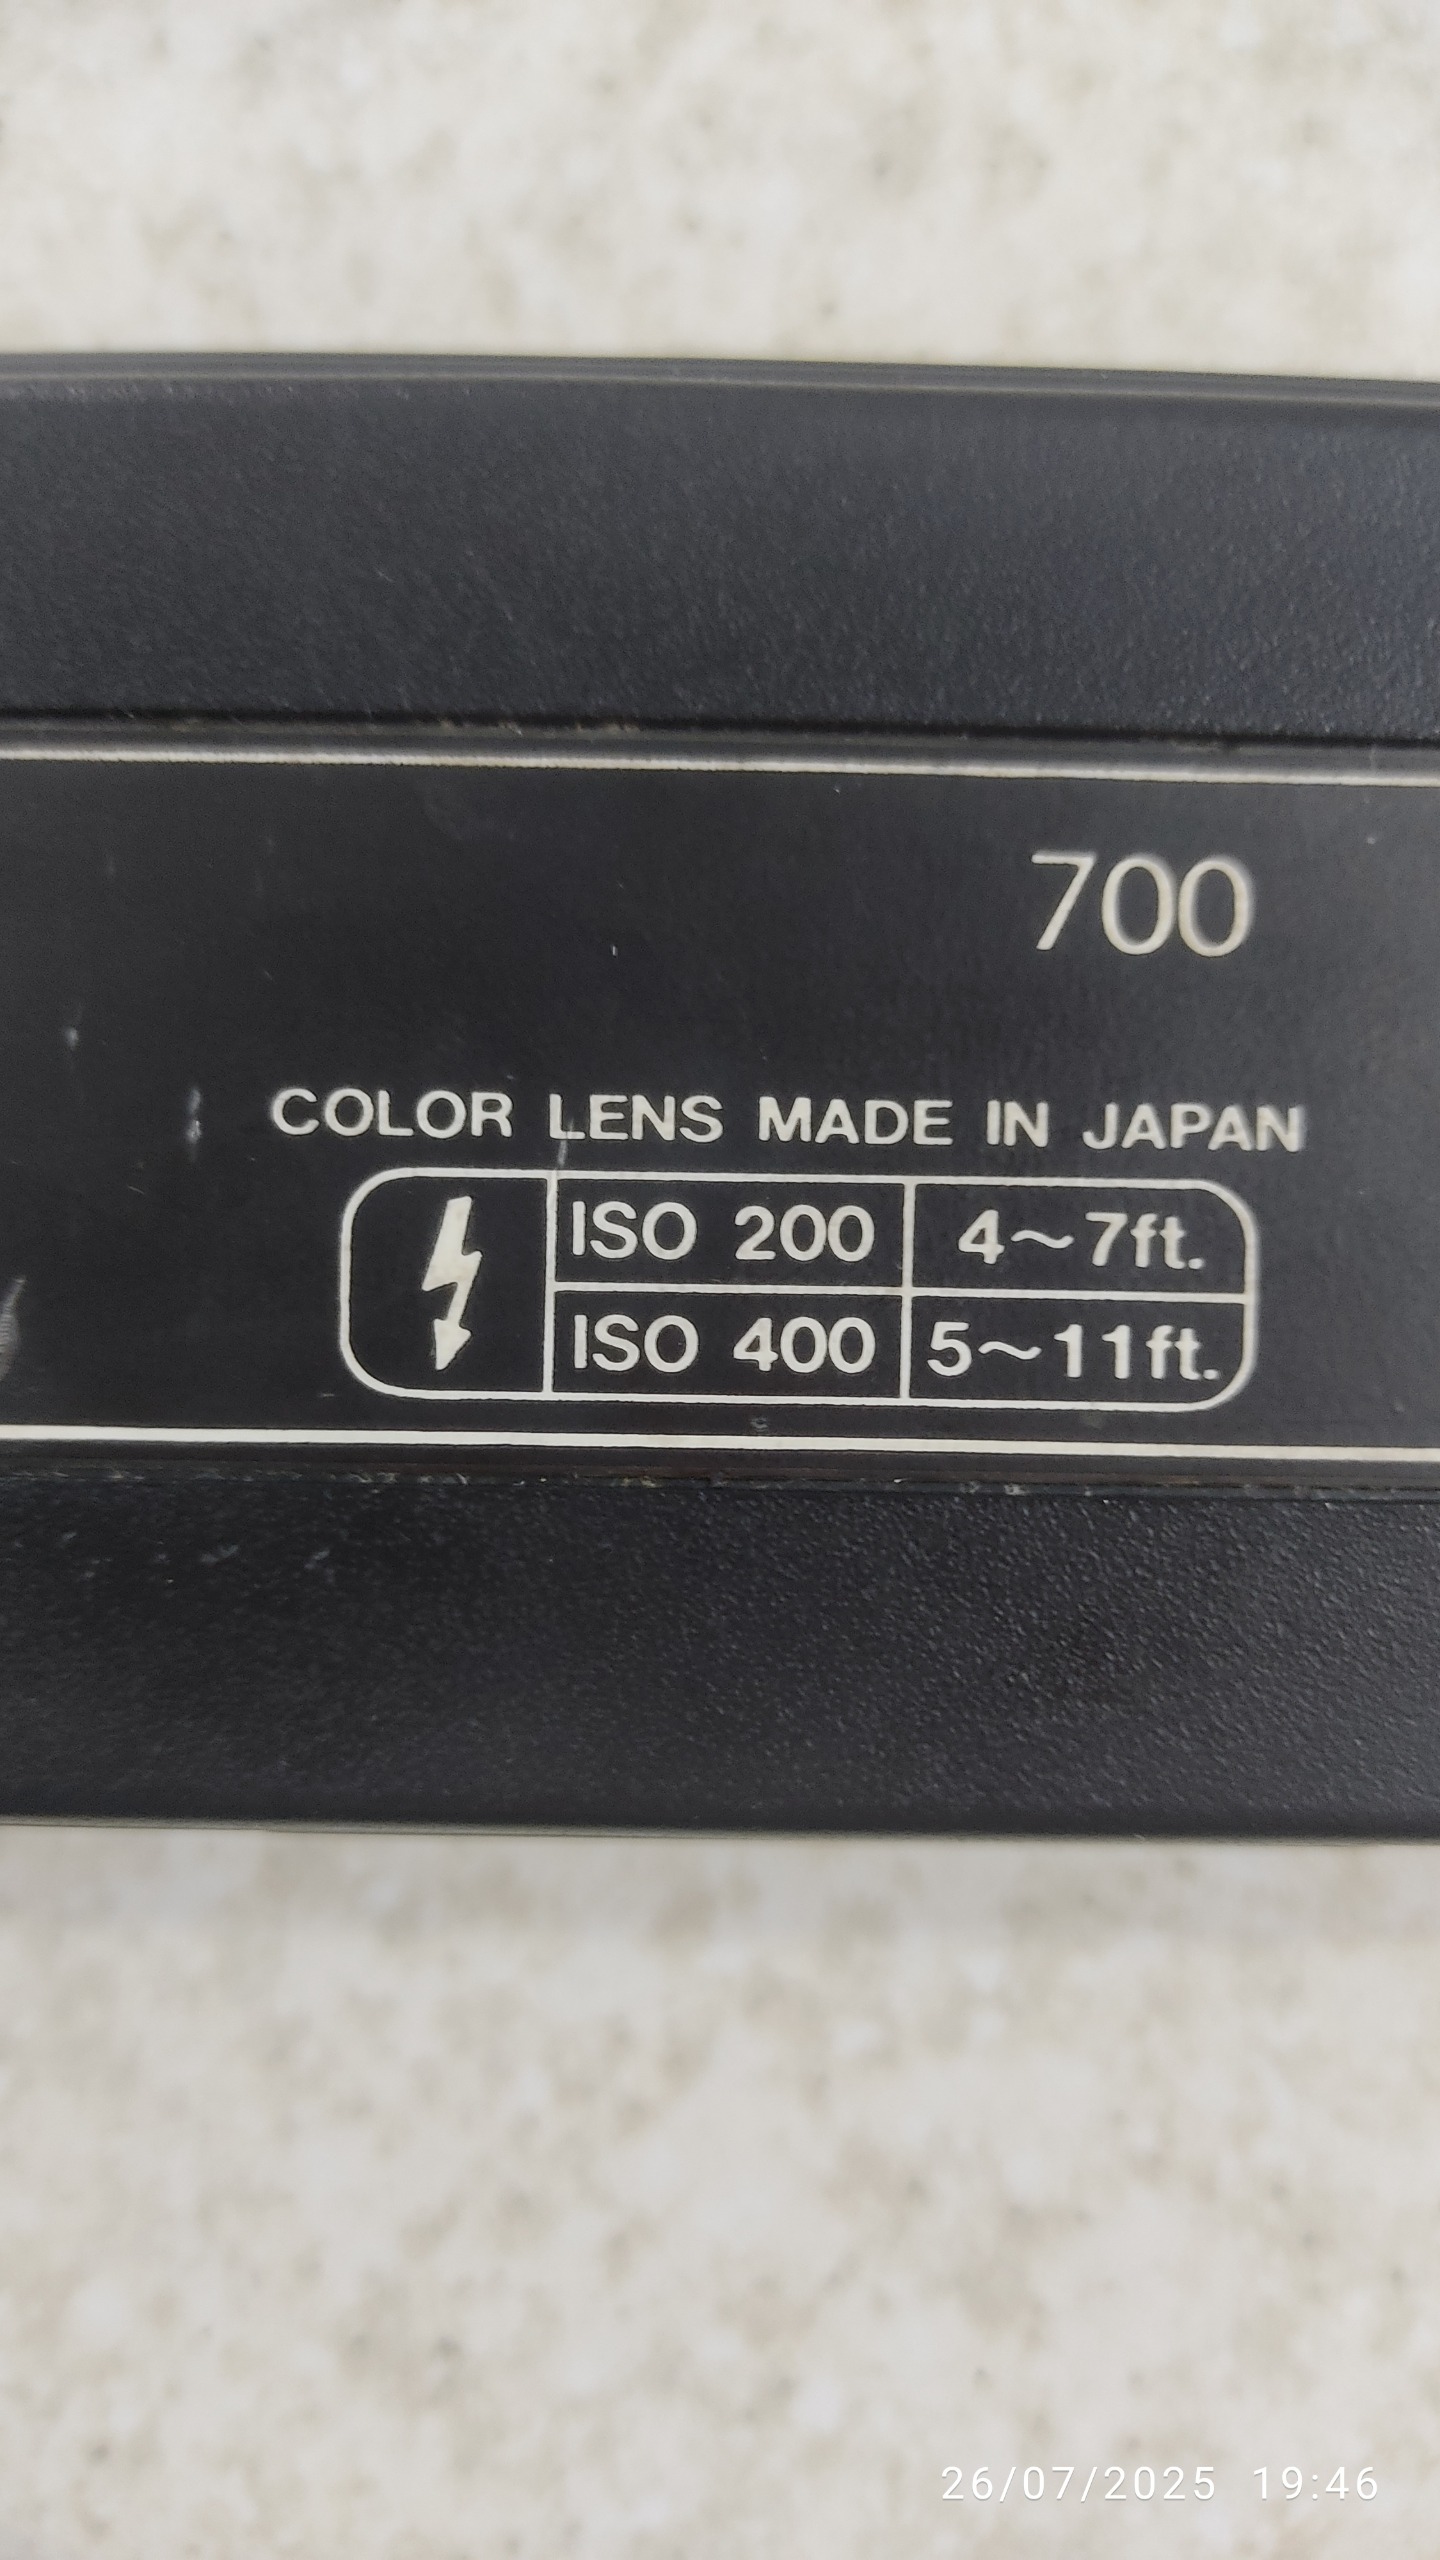 700
COLOR LENS MADE IN JAPAN
ISO 200 4~7ft.
ISO 400 5~11ft.
26/07/2025 19:46